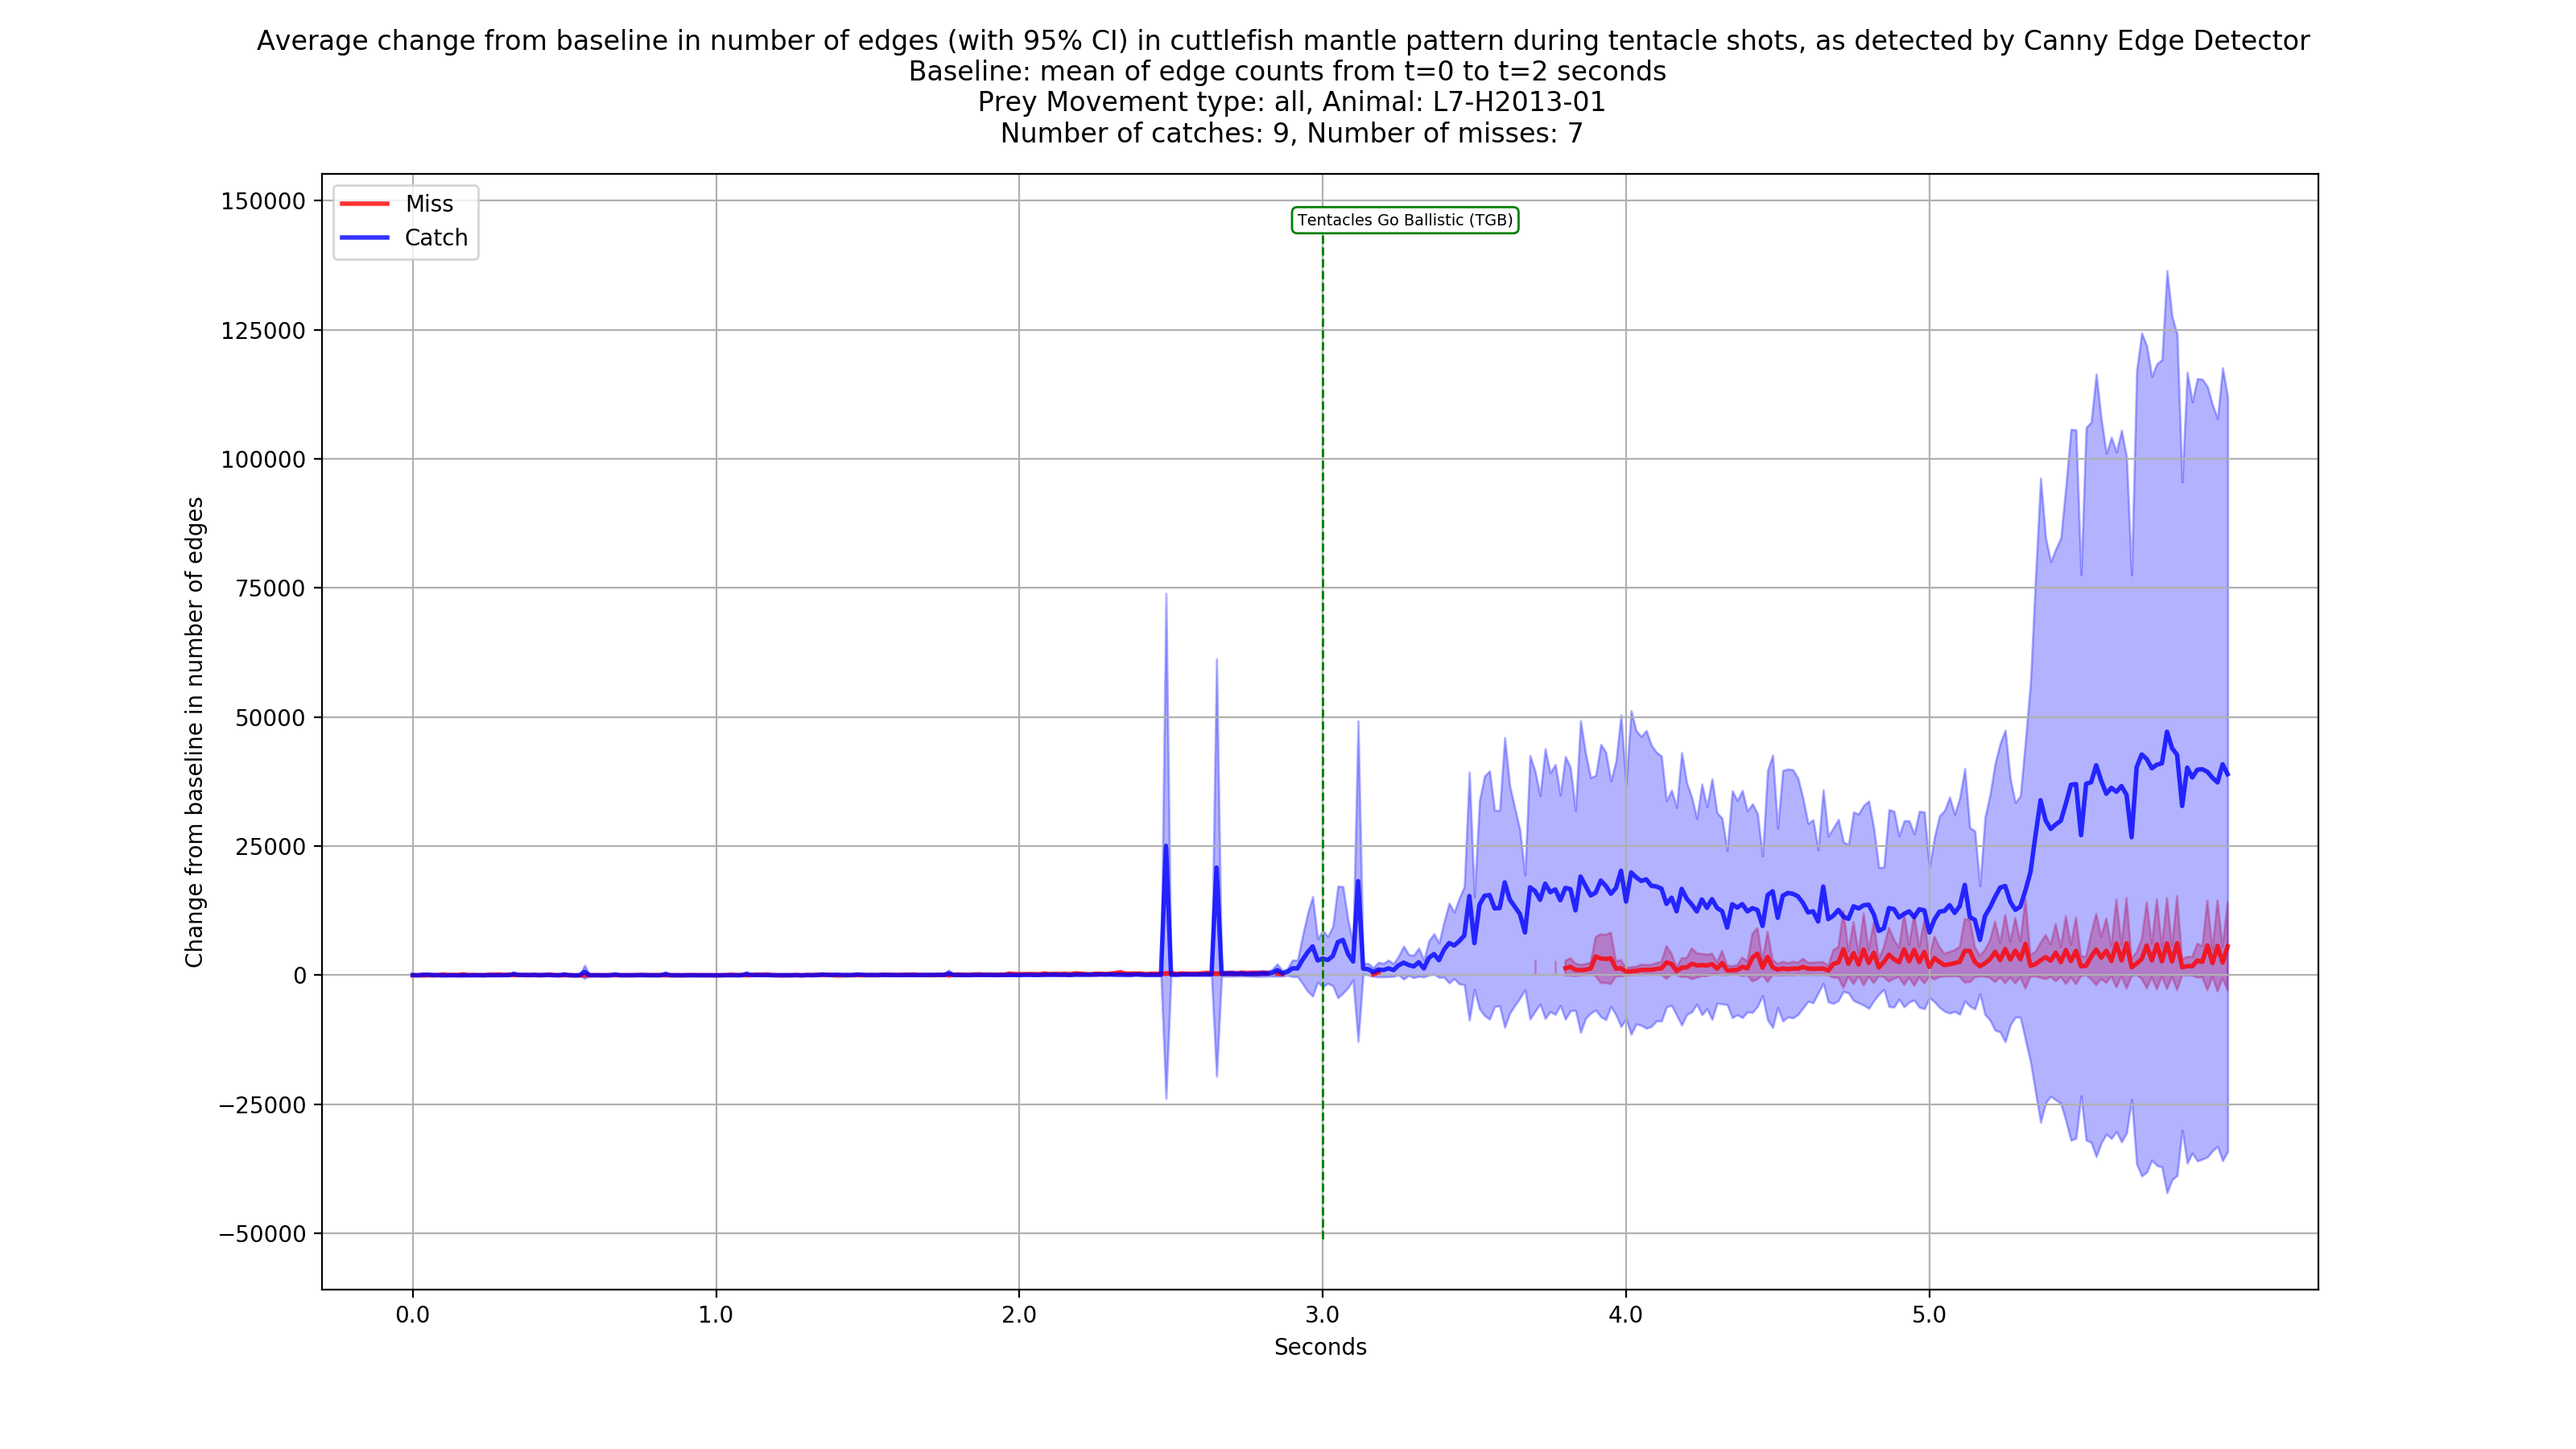 Average change from baseline in number of edges (with 95% CI) in cuttlefish mantle pattern during tentacle shots, as detected by Canny Edge Detector
Baseline: mean of edge counts from t=0 to t=2 seconds
Prey Movement type: all, Animal: L7-H2013-01
Number of catches: 9, Number of misses: 7
Miss
Catch
Tentacles Go Ballistic (TGB)
150000
125000
100000
75000
50000
25000
0
−25000
−50000
Change from baseline in number of edges
0.0 1.0 2.0 3.0 4.0 5.0
Seconds